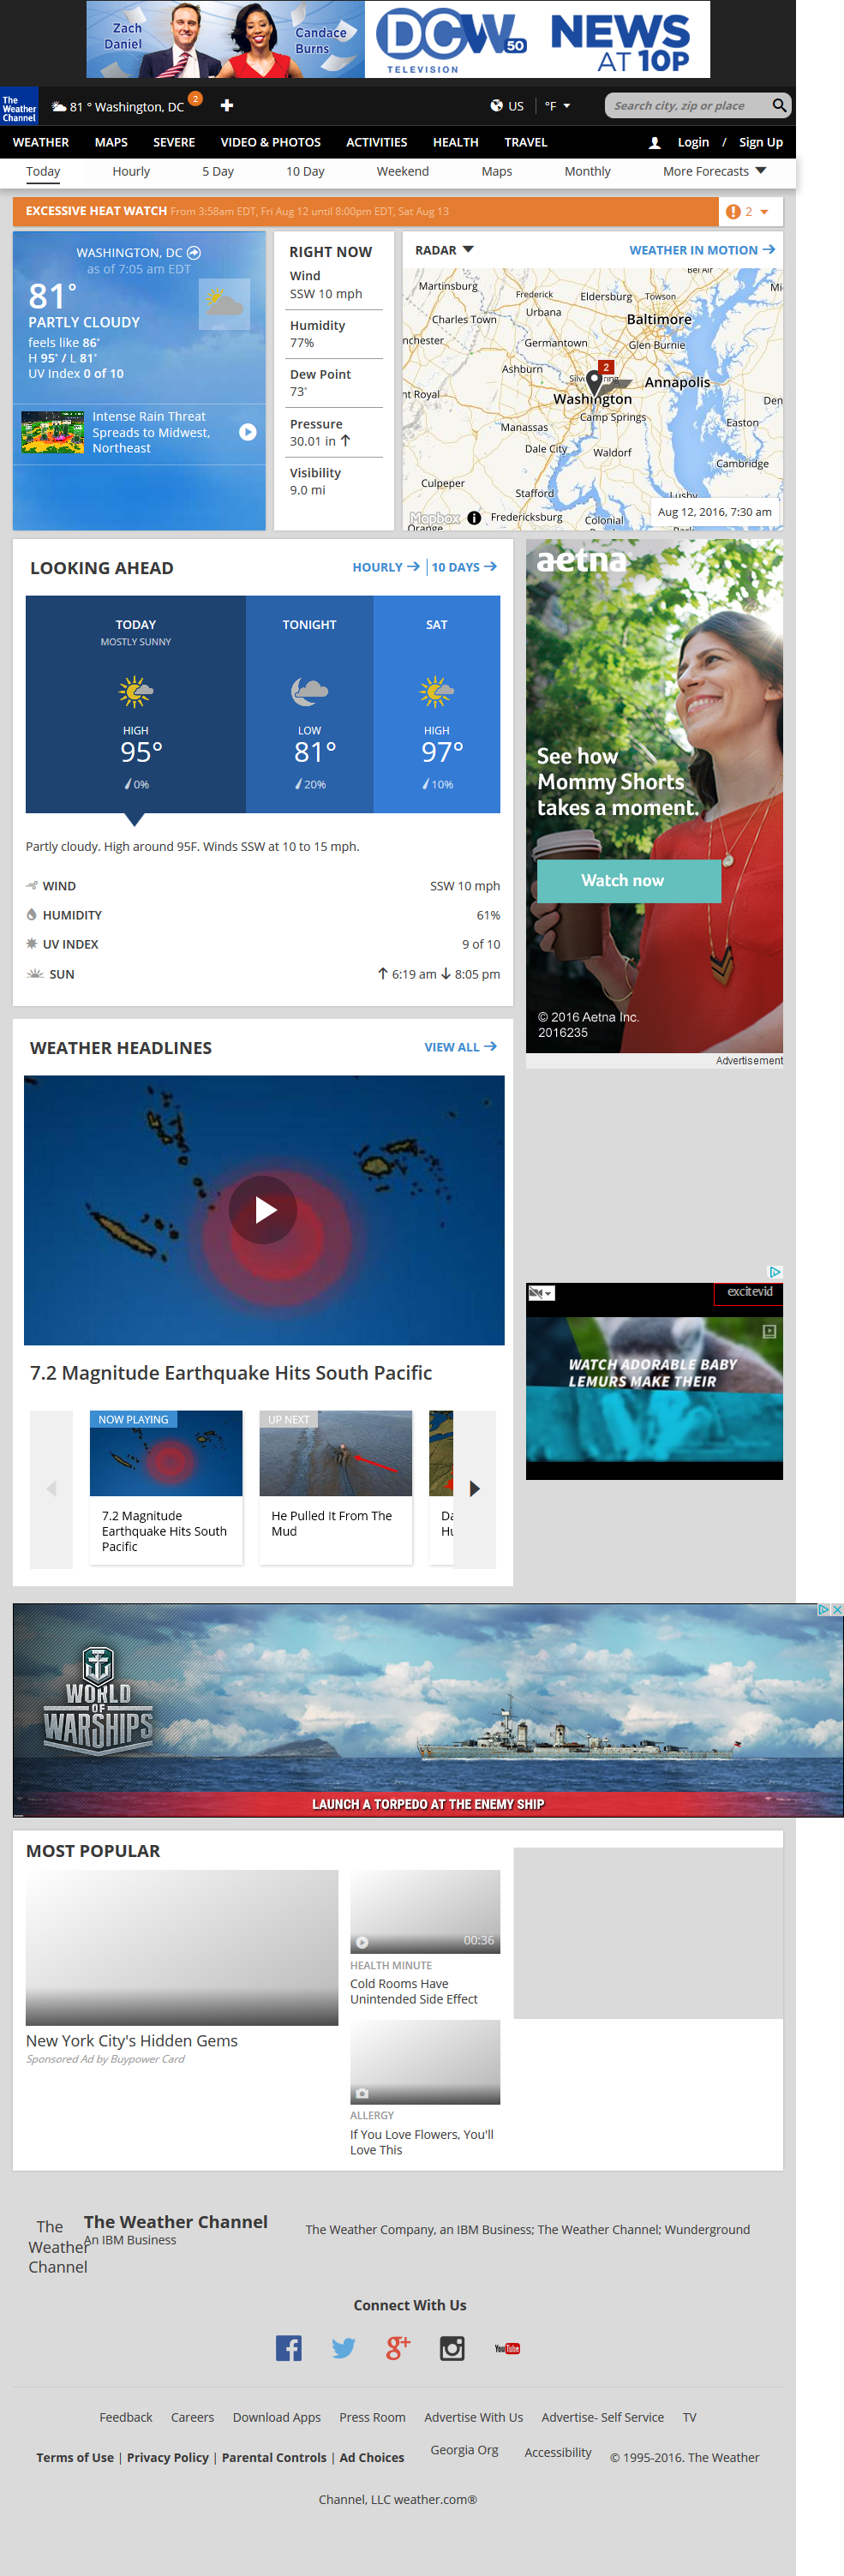 Zach
Daniel
Candace
Burns
DCW 50
TELEVISION
NEWS
AT 10P
The
Weather
Channel
81 ° Washington, DC
2
US
°F
Search city, zip or place
WEATHER MAPS SEVERE VIDEO & PHOTOS ACTIVITIES HEALTH TRAVEL Login / Sign Up
Today Hourly 5 Day 10 Day Weekend Maps Monthly More Forecasts
EXCESSIVE HEAT WATCH From 3:58am EDT, Fri Aug 12 until 8:00pm EDT, Sat Aug 13
2
WASHINGTON, DC
as of 7:05 am EDT
81°
PARTLY CLOUDY
feels like 86°
H 95° / L 81°
UV Index 0 of 10
Intense Rain Threat
Spreads to Midwest,
Northeast
RIGHT NOW
Wind
SSW 10 mph
Humidity
77%
Dew Point
73°
Pressure
30.01 in
Visibility
9.0 mi
RADAR
WEATHER IN MOTION
Bel Air
Martinsburg
Frederick
Eldersburg
Towson
Charles Town
Urbana
Baltimore
nchester
Germantown
Glen Burnie
Ashburn
2
Annapolis
nt Royal
Washington
Den
Camp Springs
Manassas
Easton
Dale City
Waldorf
Cambridge
Culpeper
Stafford
Lusby
Aug 12, 2016, 7:30 am
Mapbox
Fredericksburg
Colonial
Orange
LOOKING AHEAD
HOURLY
10 DAYS
TODAY
MOSTLY SUNNY
HIGH
95°
0%
TONIGHT
LOW
81°
20%
SAT
HIGH
97°
10%
Partly cloudy. High around 95F. Winds SSW at 10 to 15 mph.
WIND SSW 10 mph
HUMIDITY 61%
UV INDEX 9 of 10
SUN 6:19 am 8:05 pm
aetna
See how
Mommy Shorts
takes a moment.
Watch now
© 2016 Aetna Inc.
2016235
Advertisement
WEATHER HEADLINES
VIEW ALL
7.2 Magnitude Earthquake Hits South Pacific
NOW PLAYING
7.2 Magnitude
Earthquake Hits South
Pacific
UP NEXT
He Pulled It From The
Mud
Da
Hu
excitevid
WATCH ADORABLE BABY
LEMURS MAKE THEIR
WORLD
OF
WARSHIPS
LAUNCH A TORPEDO AT THE ENEMY SHIP
MOST POPULAR
New York City's Hidden Gems
Sponsored Ad by Buypower Card
00:36
HEALTH MINUTE
Cold Rooms Have
Unintended Side Effect
ALLERGY
If You Love Flowers, You'll
Love This
The
Weather
Channel
The Weather Channel
An IBM Business
The Weather Company, an IBM Business; The Weather Channel; Wunderground
Connect With Us
You Tube
Feedback Careers Download Apps Press Room Advertise With Us Advertise- Self Service TV
Terms of Use | Privacy Policy | Parental Controls | Ad Choices Georgia Org Accessibility © 1995-2016. The Weather
Channel, LLC weather.com®